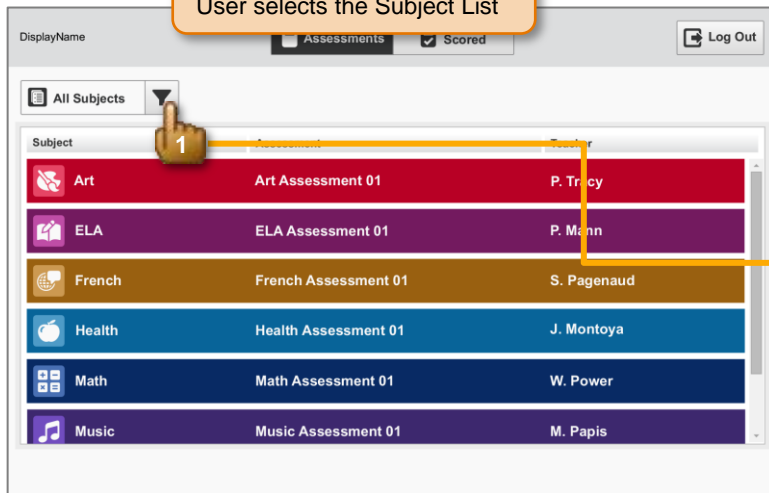 User selects the Subject List
DisplayName
Assessments
Scored
Log Out
All Subjects
1
Subject Assessment Teacher
Art Art Assessment 01 P. Tracy
ELA ELA Assessment 01 P. Mann
French French Assessment 01 S. Pagenaud
Health Health Assessment 01 J. Montoya
Math Math Assessment 01 W. Power
Music Music Assessment 01 M. Papis